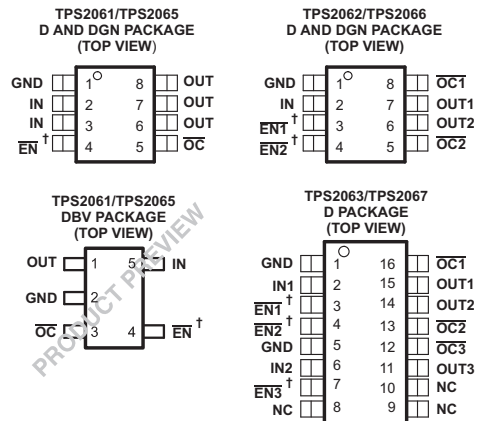 TPS2061/TPS2065
D AND DGN PACKAGE
(TOP VIEW)
GND 1 8 OUT
IN 2 7 OUT
IN 3 6 OUT
EN † 4 5 OC
TPS2062/TPS2066
D AND DGN PACKAGE
(TOP VIEW)
GND 1 8 OC1
IN 2 7 OUT1
EN1 † 3 6 OUT2
EN2 † 4 5 OC2
TPS2061/TPS2065
DBV PACKAGE
(TOP VIEW)
OUT 1 5 IN
GND 2
OC 3 4 EN †
PRODUCT PREVIEW
TPS2063/TPS2067
D PACKAGE
(TOP VIEW)
GND 1 16 OC1
IN1 2 15 OUT1
EN1 † 3 14 OUT2
EN2 † 4 13 OC2
GND 5 12 OC3
IN2 6 11 OUT3
EN3 † 7 10 NC
NC 8 9 NC